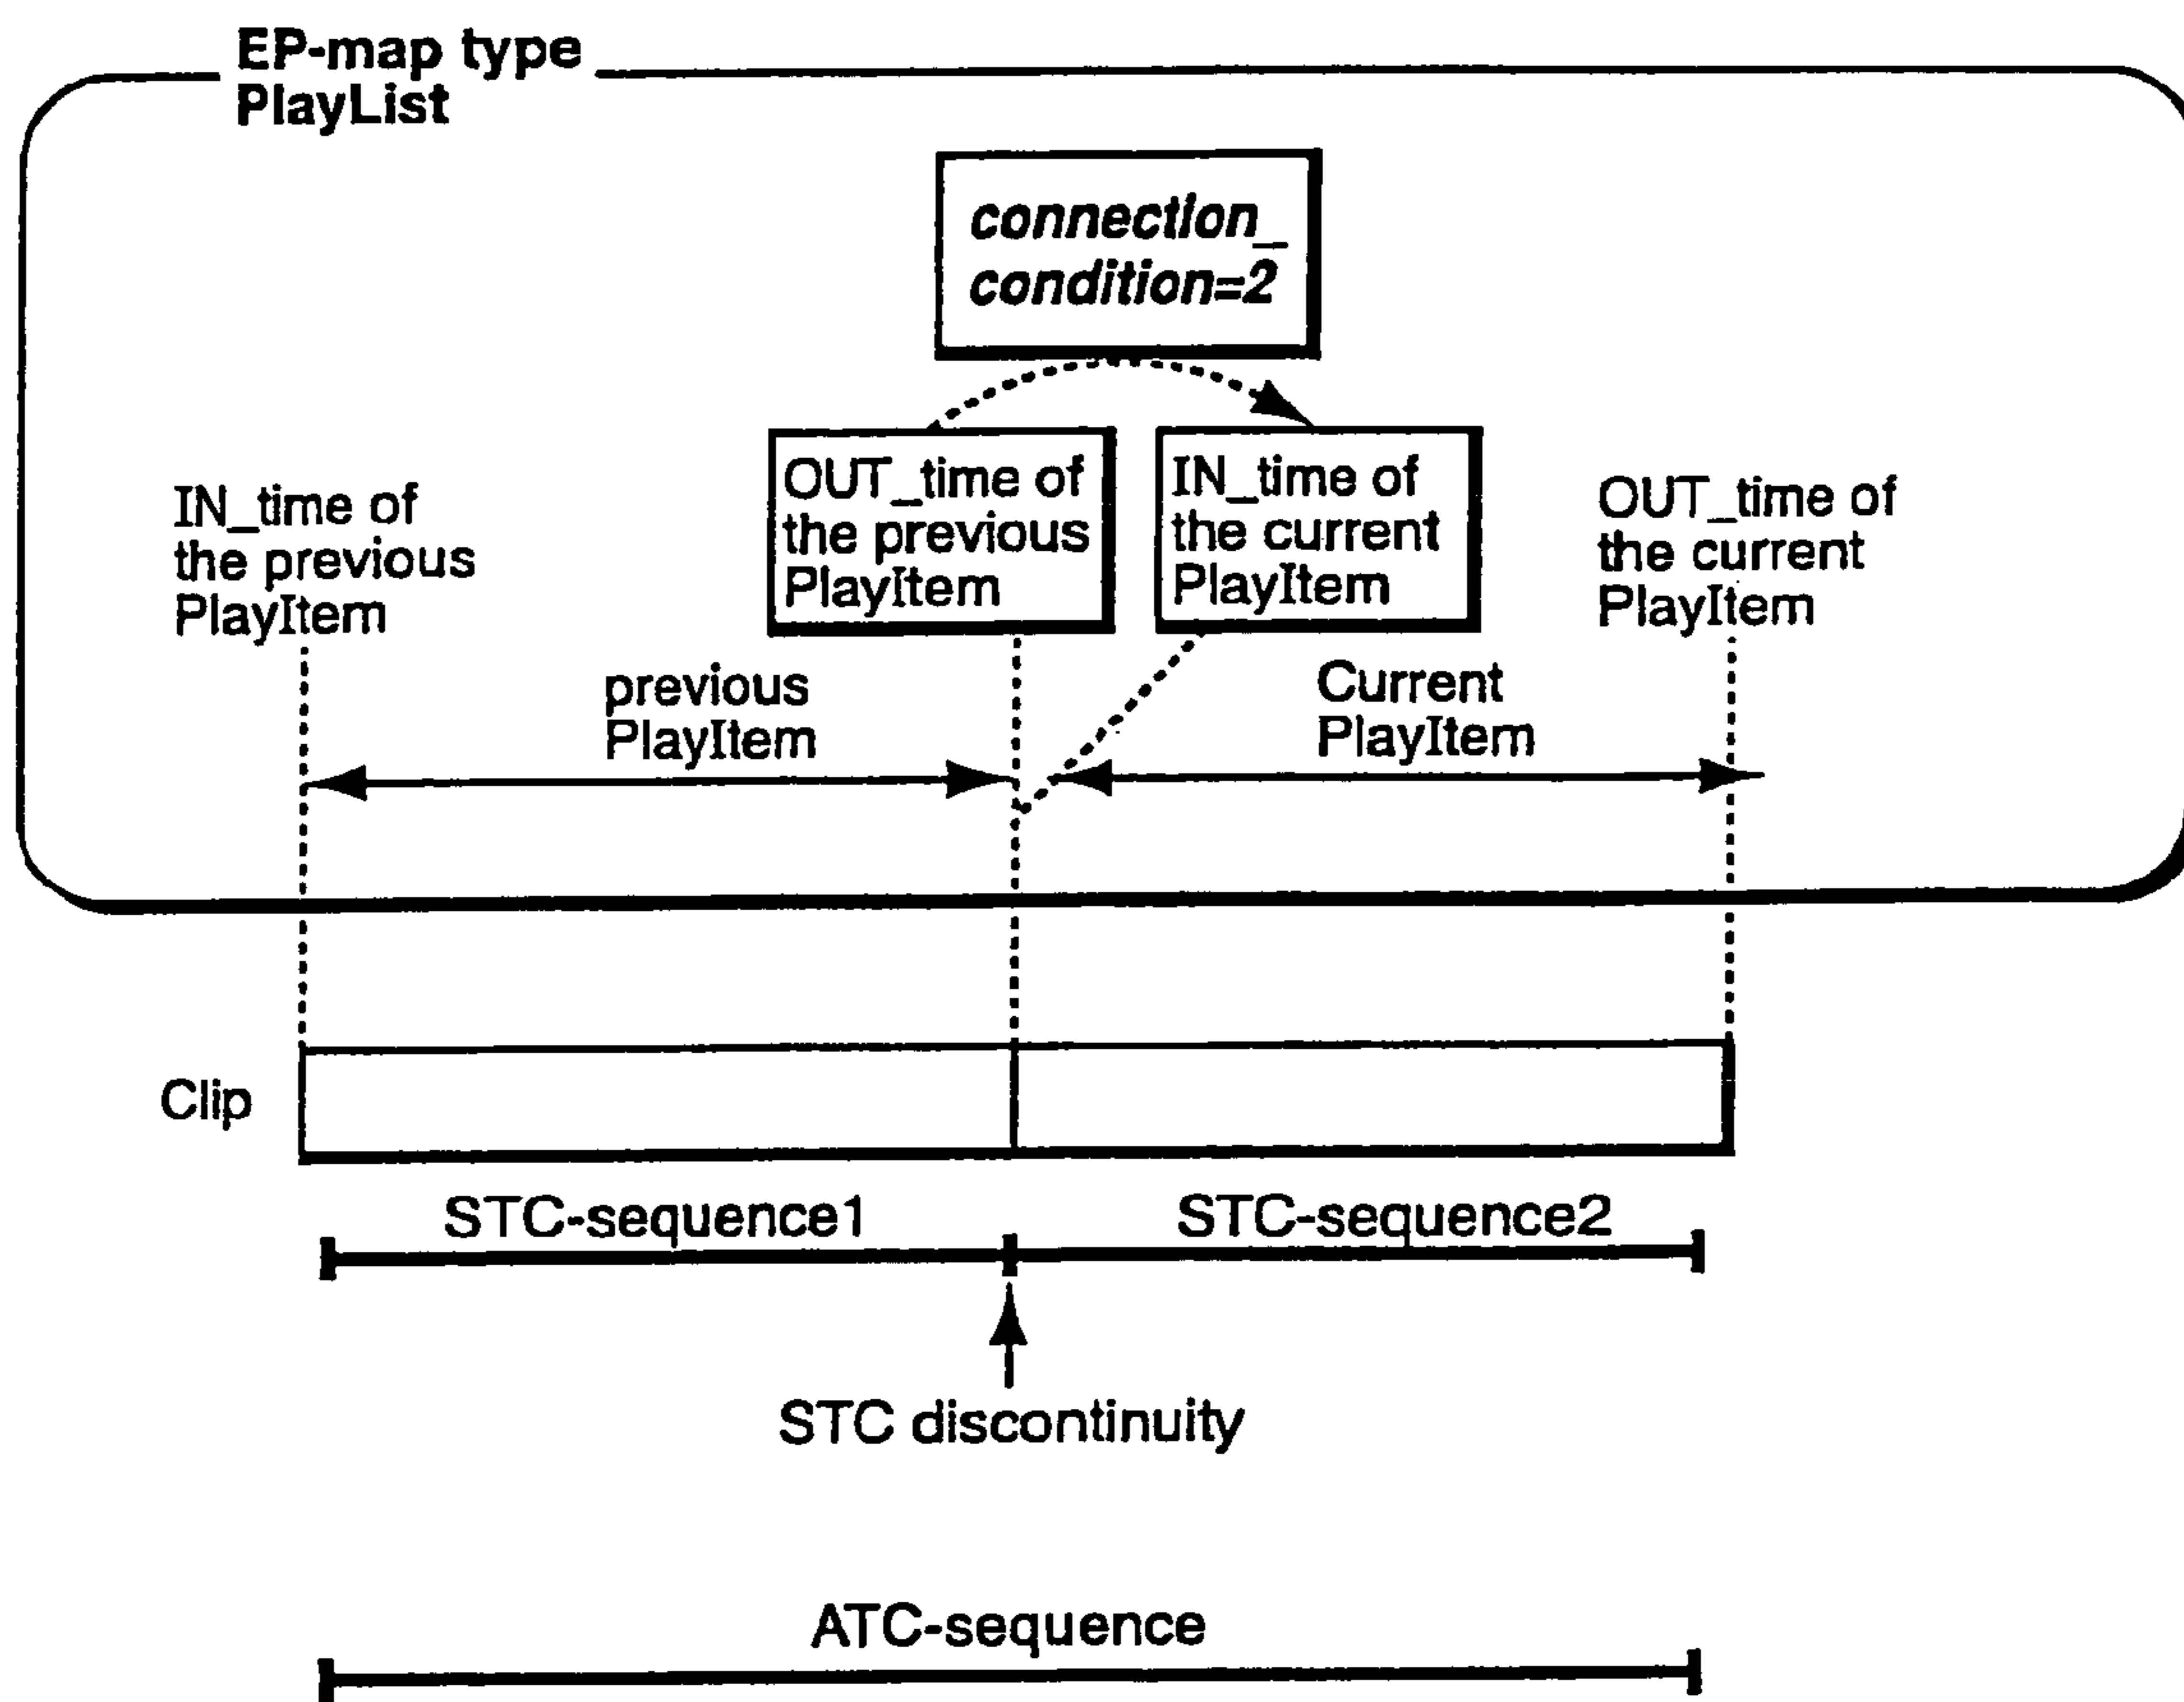 EP-map type
PlayList
connection_
condition=2
IN_time of
the previous
PlayItem
OUT_time of
the previous
PlayItem
IN_time of
the current
PlayItem
OUT_time of
the current
PlayItem
previous
PlayItem
Current
PlayItem
Clip
STC-sequence1
STC-sequence2
STC discontinuity
ATC-sequence